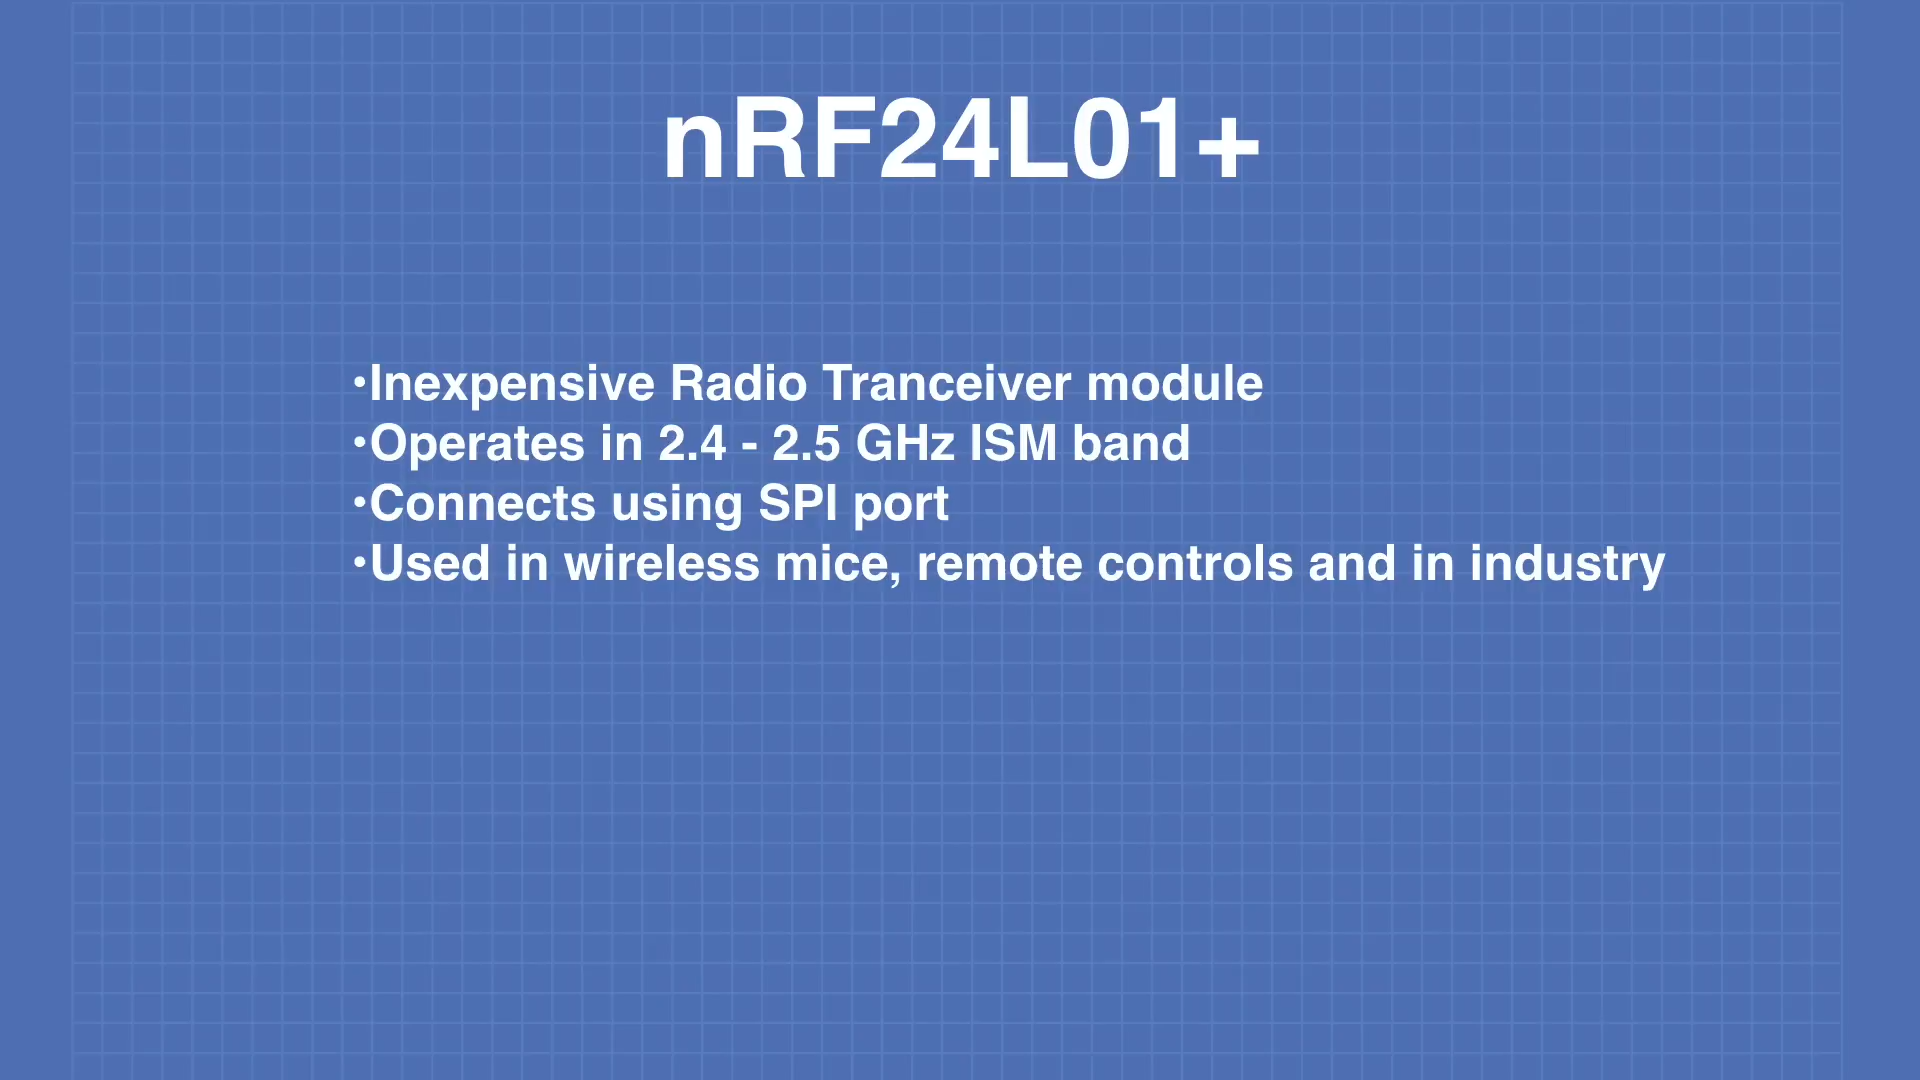 nRF24L01+
•Inexpensive Radio Tranceiver module
•Operates in 2.4 - 2.5 GHz ISM band
•Connects using SPI port
•Used in wireless mice, remote controls and in industry